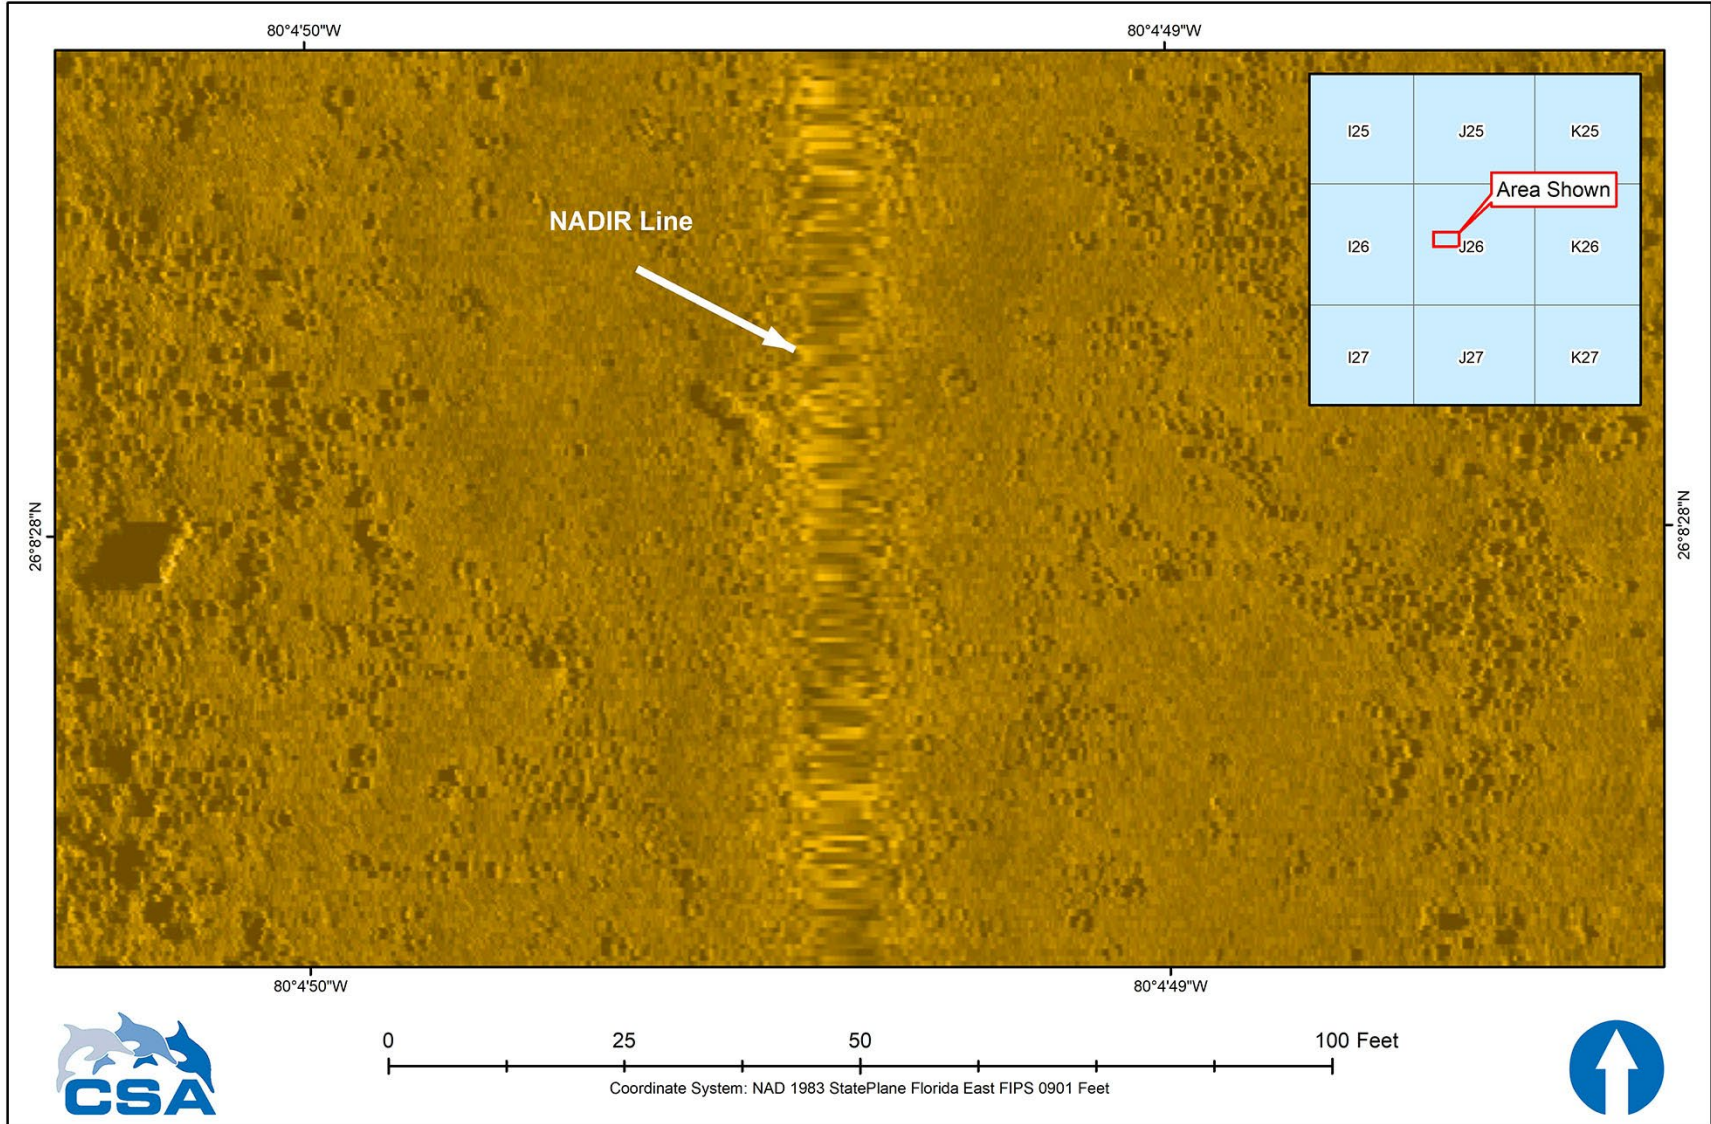 80°4'50"W
80°4'49"W
I25
J25
K25
Area Shown
NADIR Line
I26
J26
K26
I27
J27
K27
26°8'28"N
26°8'28"N
80°4'50"W
80°4'49"W
0
25
50
100 Feet
Coordinate System: NAD 1983 StatePlane Florida East FIPS 0901 Feet
CSA